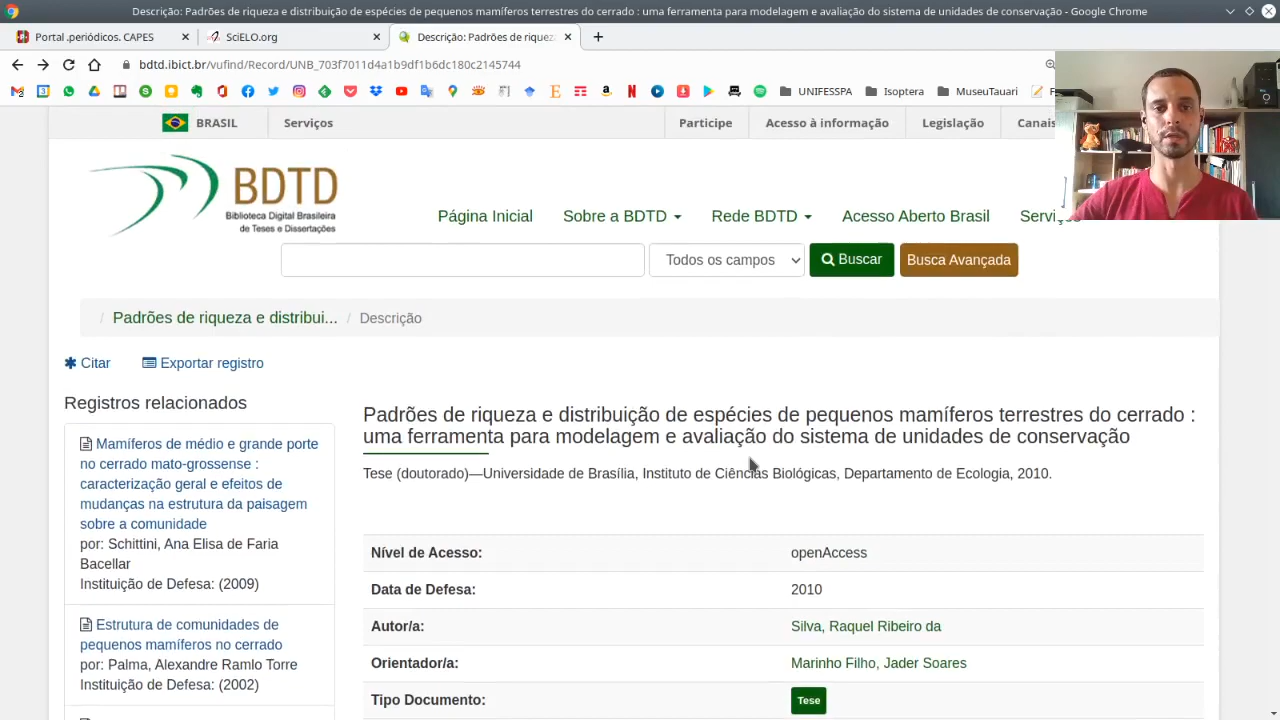 Descrição: Padrões de riqueza e distribuição de espécies de pequenos mamíferos terrestres do cerrado : uma ferramenta para modelagem e avaliação do sistema de unidades de conservação - Google Chrome
Portal .periódicos. CAPES
SciELO.org
Descrição: Padrões de riquez
bdtd.ibict.br/vufind/Record/UNB_703f7011d4a1b9df1b6dc180c2145744
UNIFESSPA
Isoptera
MuseuTauari
BRASIL
Serviços
Participe
Acesso à informação
Legislação
Canais
BDTD
Biblioteca Digital Brasileira
de Teses e Dissertações
Página Inicial
Sobre a BDTD
Rede BDTD
Acesso Aberto Brasil
Serviços
Todos os campos
Buscar
Busca Avançada
/ Padrões de riqueza e distribui... / Descrição
Citar
Exportar registro
Registros relacionados
Mamíferos de médio e grande porte
no cerrado mato-grossense :
caracterização geral e efeitos de
mudanças na estrutura da paisagem
sobre a comunidade
por: Schittini, Ana Elisa de Faria
Bacellar
Instituição de Defesa: (2009)
Estrutura de comunidades de
pequenos mamíferos no cerrado
por: Palma, Alexandre Ramlo Torre
Instituição de Defesa: (2002)
Padrões de riqueza e distribuição de espécies de pequenos mamíferos terrestres do cerrado :
uma ferramenta para modelagem e avaliação do sistema de unidades de conservação
Tese (doutorado)—Universidade de Brasília, Instituto de Ciências Biológicas, Departamento de Ecologia, 2010.
Nível de Acesso: openAccess
Data de Defesa: 2010
Autor/a: Silva, Raquel Ribeiro da
Orientador/a: Marinho Filho, Jader Soares
Tipo Documento: Tese